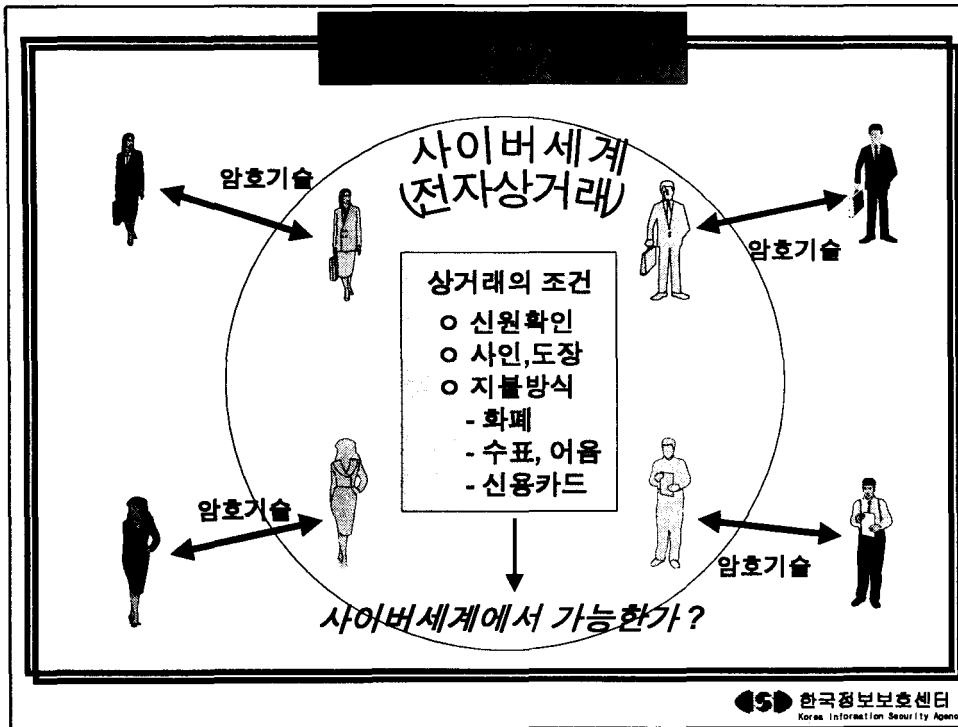 사이버세계
(전자상거래)
암호기술
암호기술
상거래의 조건
o 신원확인
o 사인,도장
o 지불방식
- 화폐
- 수표, 어음
- 신용카드
암호기술
암호기술
사이버세계에서 가능한가?
한국정보보호센터
Korea Information Security Agenc